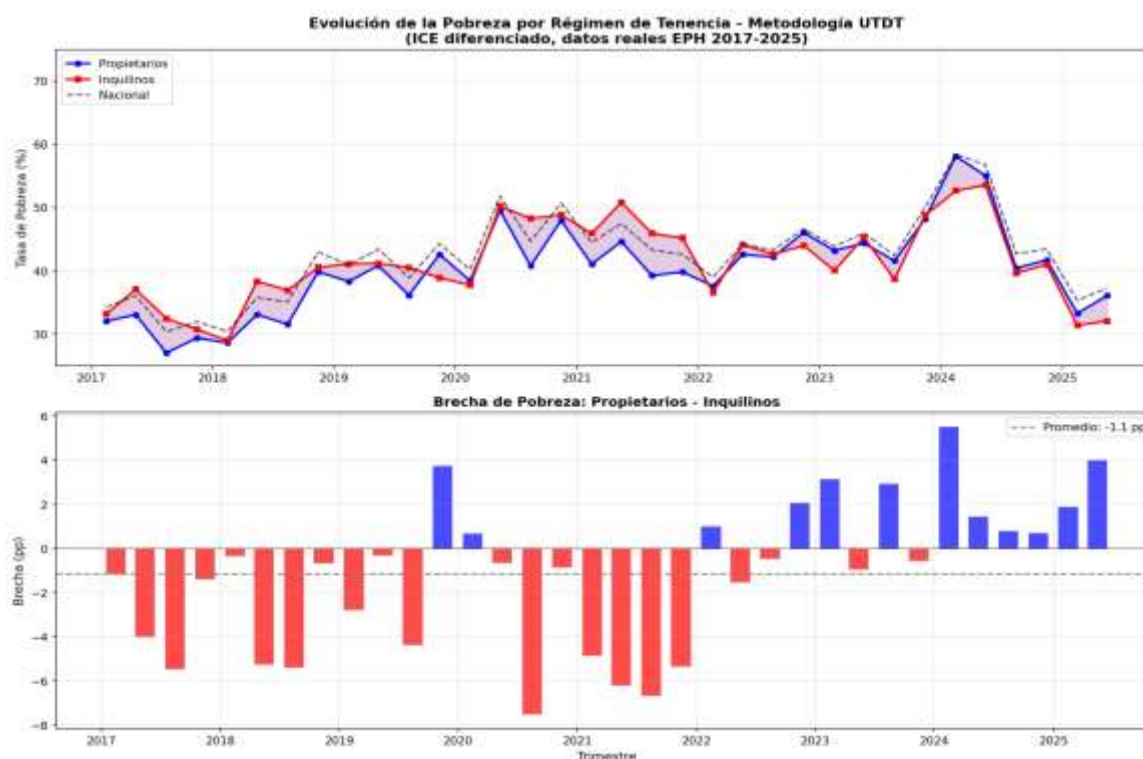 Evolución de la Pobreza por Régimen de Tenencia - Metodología UTDT
(ICE diferenciado, datos reales EPH 2017-2025)
Propietarios
Inquilinos
Nacional
Tasa de Pobreza (%)
70
60
50
40
30
2017 2018 2019 2020 2021 2022 2023 2024 2025
Brecha de Pobreza: Propietarios - Inquilinos
Promedio: -1.1 pp
Brecha (pp)
6
4
2
0
−2
−4
−6
−8
2017 2018 2019 2020 2021 2022 2023 2024 2025
Trimestre